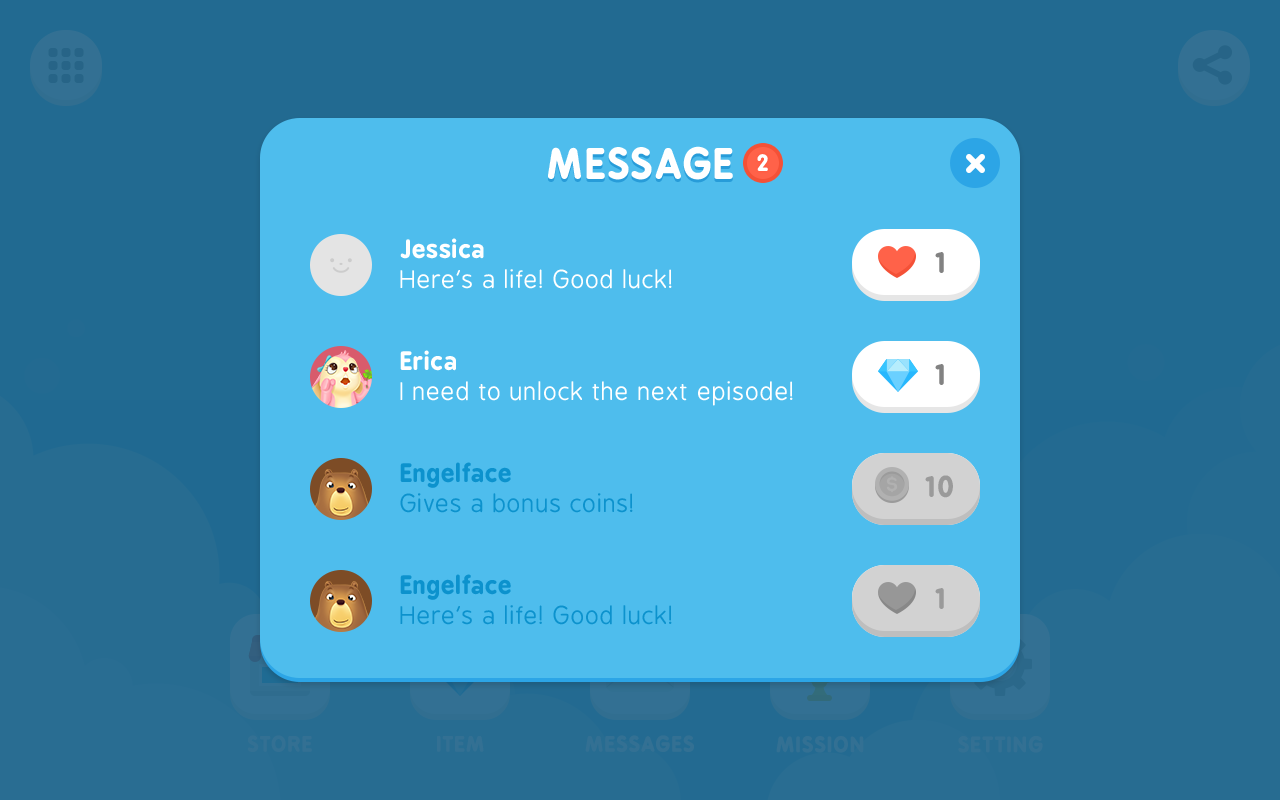 MESSAGE 2
Jessica
Here's a life! Good luck!
1
Erica
I need to unlock the next episode!
1
Engelface
Gives a bonus coins!
S 10
Engelface
Here's a life! Good luck!
1
STORE
ITEM
MESSAGES
MISSION
SETTING